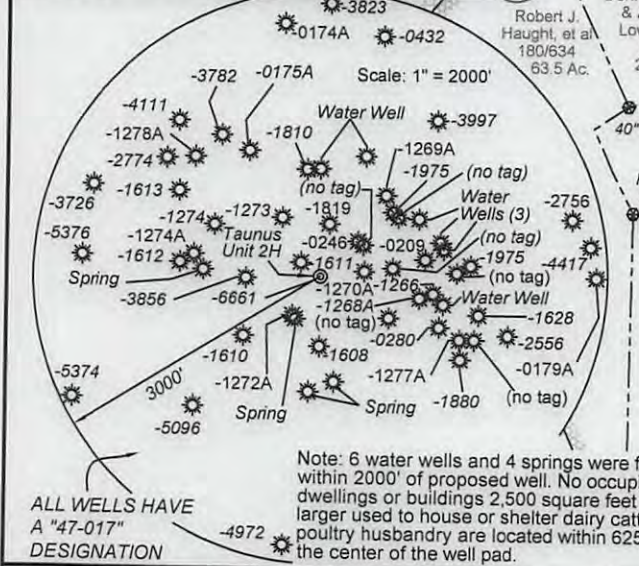 -3823
-0174A
-0432
Robert J.
Haught, et al
180/634
63.5 Ac.
40"
Scale: 1" = 2000'
-3782
-0175A
-4111
-1278A
-2774
-1810
Water Well
-3997
-1269A
-1975
(no tag)
-3726
-1613
(no tag)
Water
Wells (3)
-2756
-1274
-1273
-1819
-5376
-1274A
Taunus
Unit 2H
-0246
-0209
(no tag)
-1612
-1611
-1975
-4417
Spring
-1270A
-1266
(no tag)
-3856
-6661
-1268A
Water Well
(no tag)
-1628
-1610
-1608
-0280
-2556
-0179A
-5374
3000'
-1272A
-1277A
(no tag)
-5096
Spring
Spring
-1880
Note: 6 water wells and 4 springs were
within 2000' of proposed well. No
dwellings or buildings 2,500 square feet
larger used to house or shelter dairy
poultry husbandry are located within
the center of the well pad.
ALL WELLS HAVE
A "47-017"
DESIGNATION
-4972